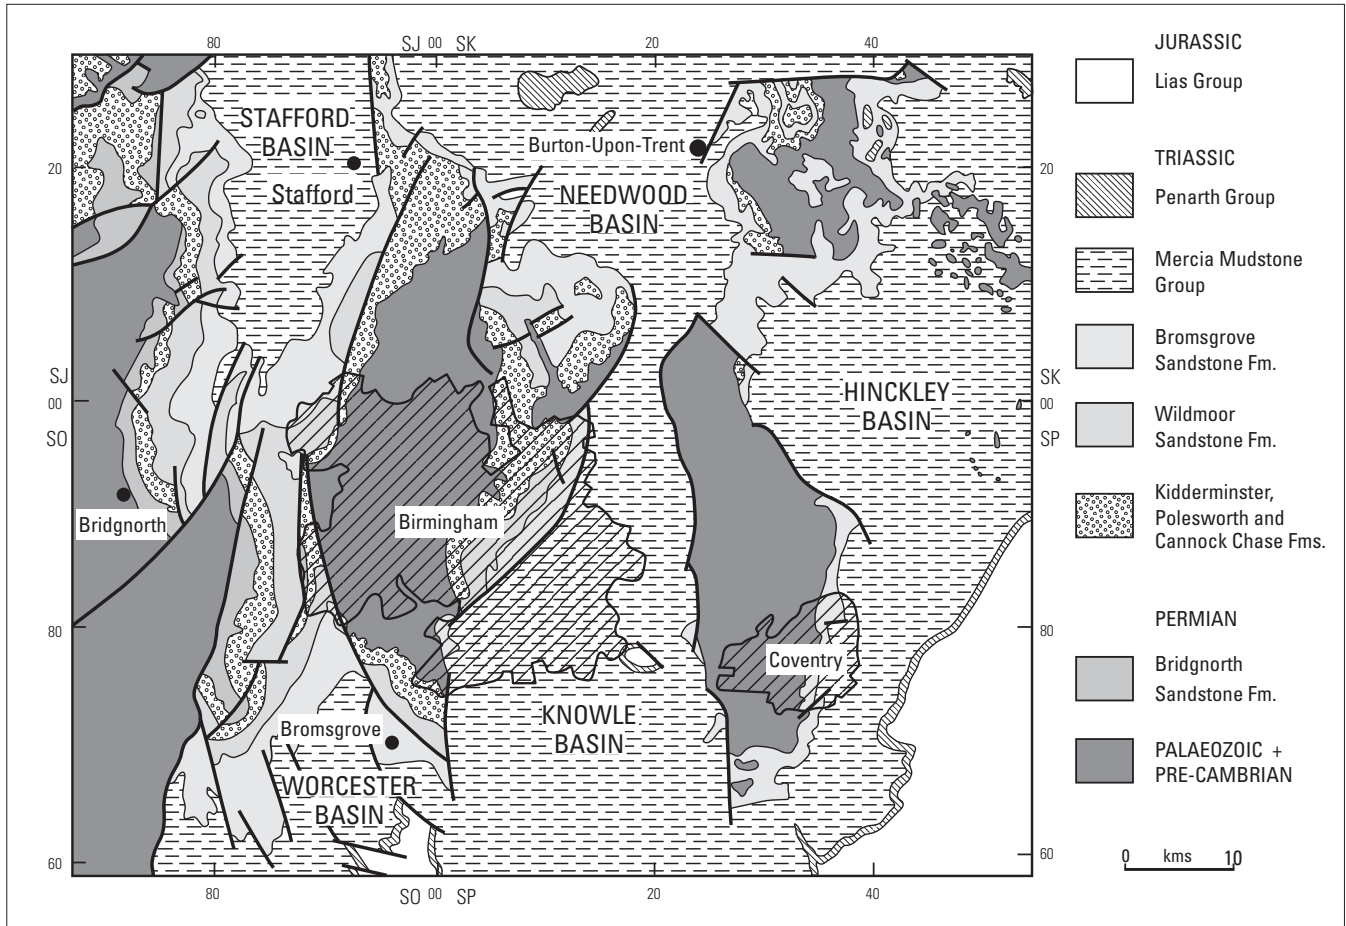 80
SJ 00 SK
20
40
STAFFORD
BASIN
Stafford
Burton-Upon-Trent
20
20
NEEDWOOD
BASIN
SJ
00
SO
SK
00
SP
HINCKLEY
BASIN
Bridgnorth
Birmingham
80
80
Coventry
KNOWLE
BASIN
Bromsgrove
WORCESTER
BASIN
60
60
80
SO 00 SP
20
40
JURASSIC
Lias Group
TRIASSIC
Penarth Group
Mercia Mudstone
Group
Bromsgrove
Sandstone Fm.
Wildmoor
Sandstone Fm.
Kidderminster,
Polesworth and
Cannock Chase Fms.
PERMIAN
Bridgnorth
Sandstone Fm.
PALAEOZOIC +
PRE-CAMBRIAN
0 kms 10